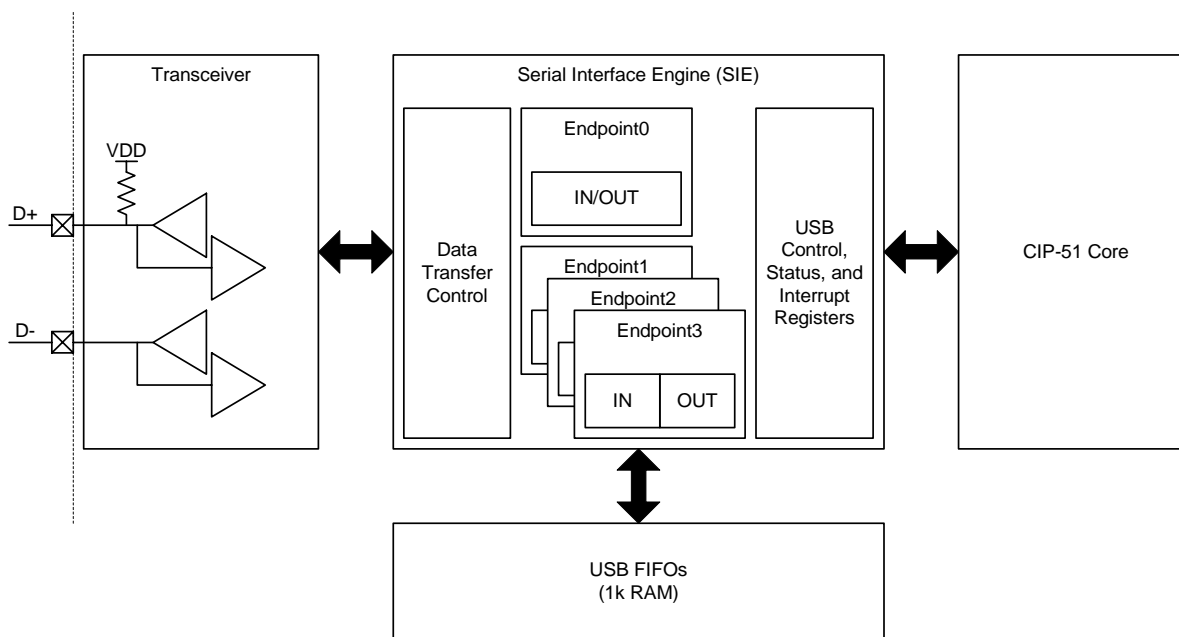 Transceiver
VDD
D+
D-
Serial Interface Engine (SIE)
Data
Transfer
Control
Endpoint0
IN/OUT
Endpoint1
Endpoint2
Endpoint3
IN
OUT
USB
Control,
Status, and
Interrupt
Registers
CIP-51 Core
USB FIFOs
(1k RAM)